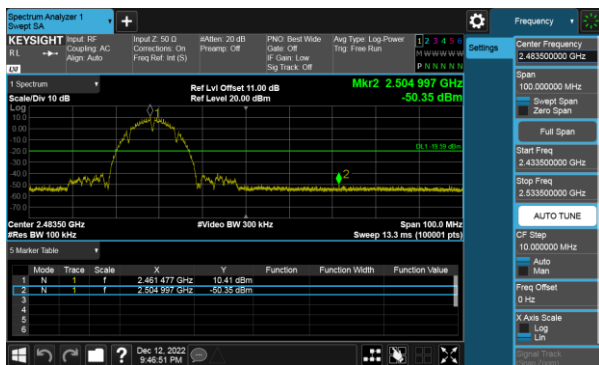 Spectrum Analyzer 1
Swept SA
+
Frequency
KEYSIGHT
RL
LXI
Input: RF
Coupling: AC
Align: Auto
Input Z: 50 Ω
Corrections: On
Freq Ref: Int (S)
#Atten: 20 dB
Preamp: Off
PNO: Best Wide
Gate: Off
IF Gain: Low
Sig Track: Off
Avg Type: Log-Power
Trig: Free Run
1 2 3 4 5 6
M W W W W W
P N N N N N
Settings
1 Spectrum
Scale/Div 10 dB
Ref Lvl Offset 11.00 dB
Ref Level 20.00 dBm
Mkr2 2.504 997 GHz
-50.35 dBm
Log
10.0
0.00
-10.0
-20.0
-30.0
-40.0
-50.0
-60.0
-70.0
1
2
DL1 -19.59 dBm
Center 2.48350 GHz
#Res BW 100 kHz
#Video BW 300 kHz
Span 100.0 MHz
Sweep 13.3 ms (100001 pts)
5 Marker Table
Mode Trace Scale X Y Function Function Width Function Value
1 N 1 f 2.461 477 GHz 10.41 dBm
2 N 1 f 2.504 997 GHz -50.35 dBm
3
4
5
6
Center Frequency
2.483500000 GHz
Span
100.000000 MHz
Swept Span
Zero Span
Full Span
Start Freq
2.433500000 GHz
Stop Freq
2.533500000 GHz
AUTO TUNE
CF Step
10.000000 MHz
Auto
Man
Freq Offset
0 Hz
X Axis Scale
Log
Lin
Signal Track
(Span Zoom)
?
Dec 12, 2022
9:46:51 PM